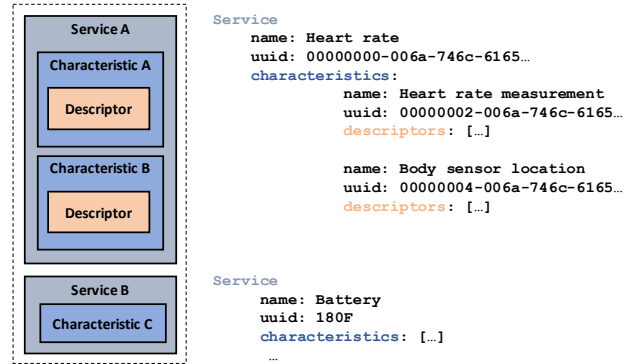 Service A
Characteristic A
Descriptor
Characteristic B
Descriptor
Service B
Characteristic C
Service
name: Heart rate
uuid: 00000000-006a-746c-6165…
characteristics:
name: Heart rate measurement
uuid: 00000002-006a-746c-6165…
descriptors: […]
name: Body sensor location
uuid: 00000004-006a-746c-6165…
descriptors: […]
Service
name: Battery
uuid: 180F
characteristics: […]
…